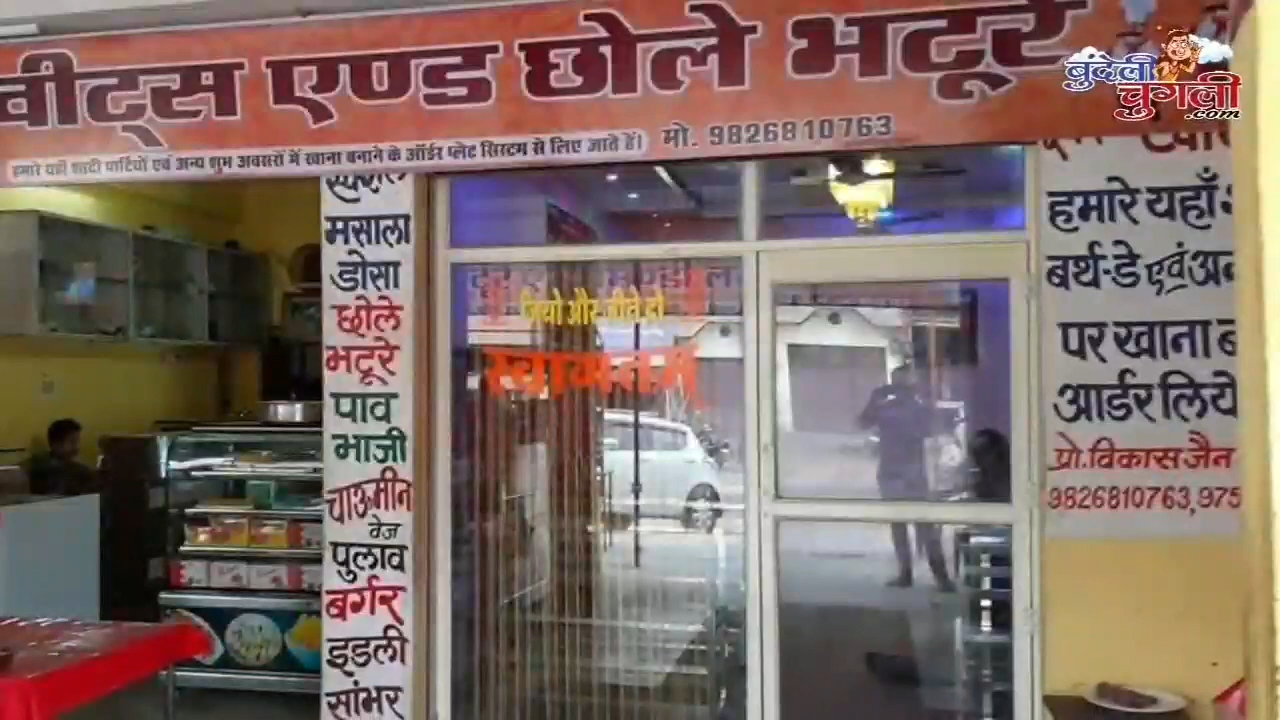 वीट्स एण्ड छोले भटूरे
हमारे यहाँ शादी पार्टियों एवं अन्य शुभ अवसरों में खाना बनाने के ऑर्डर प्लेट सिस्टम से लिए जाते हैं। मो. 9826810763
बुंदेली
चुगली
.com
मसाला
डोसा
छोले
भटूरे
पाव
भाजी
चाऊमीन
वेज
पुलाव
बर्गर
इडली
सांभर
जियो और जीने दो
स्वागतम्
हमारे यहाँ
बर्थ-डे एवं अन
पर खाना ब
आर्डर लिये
प्रो. विकास जैन
9826810763, 975